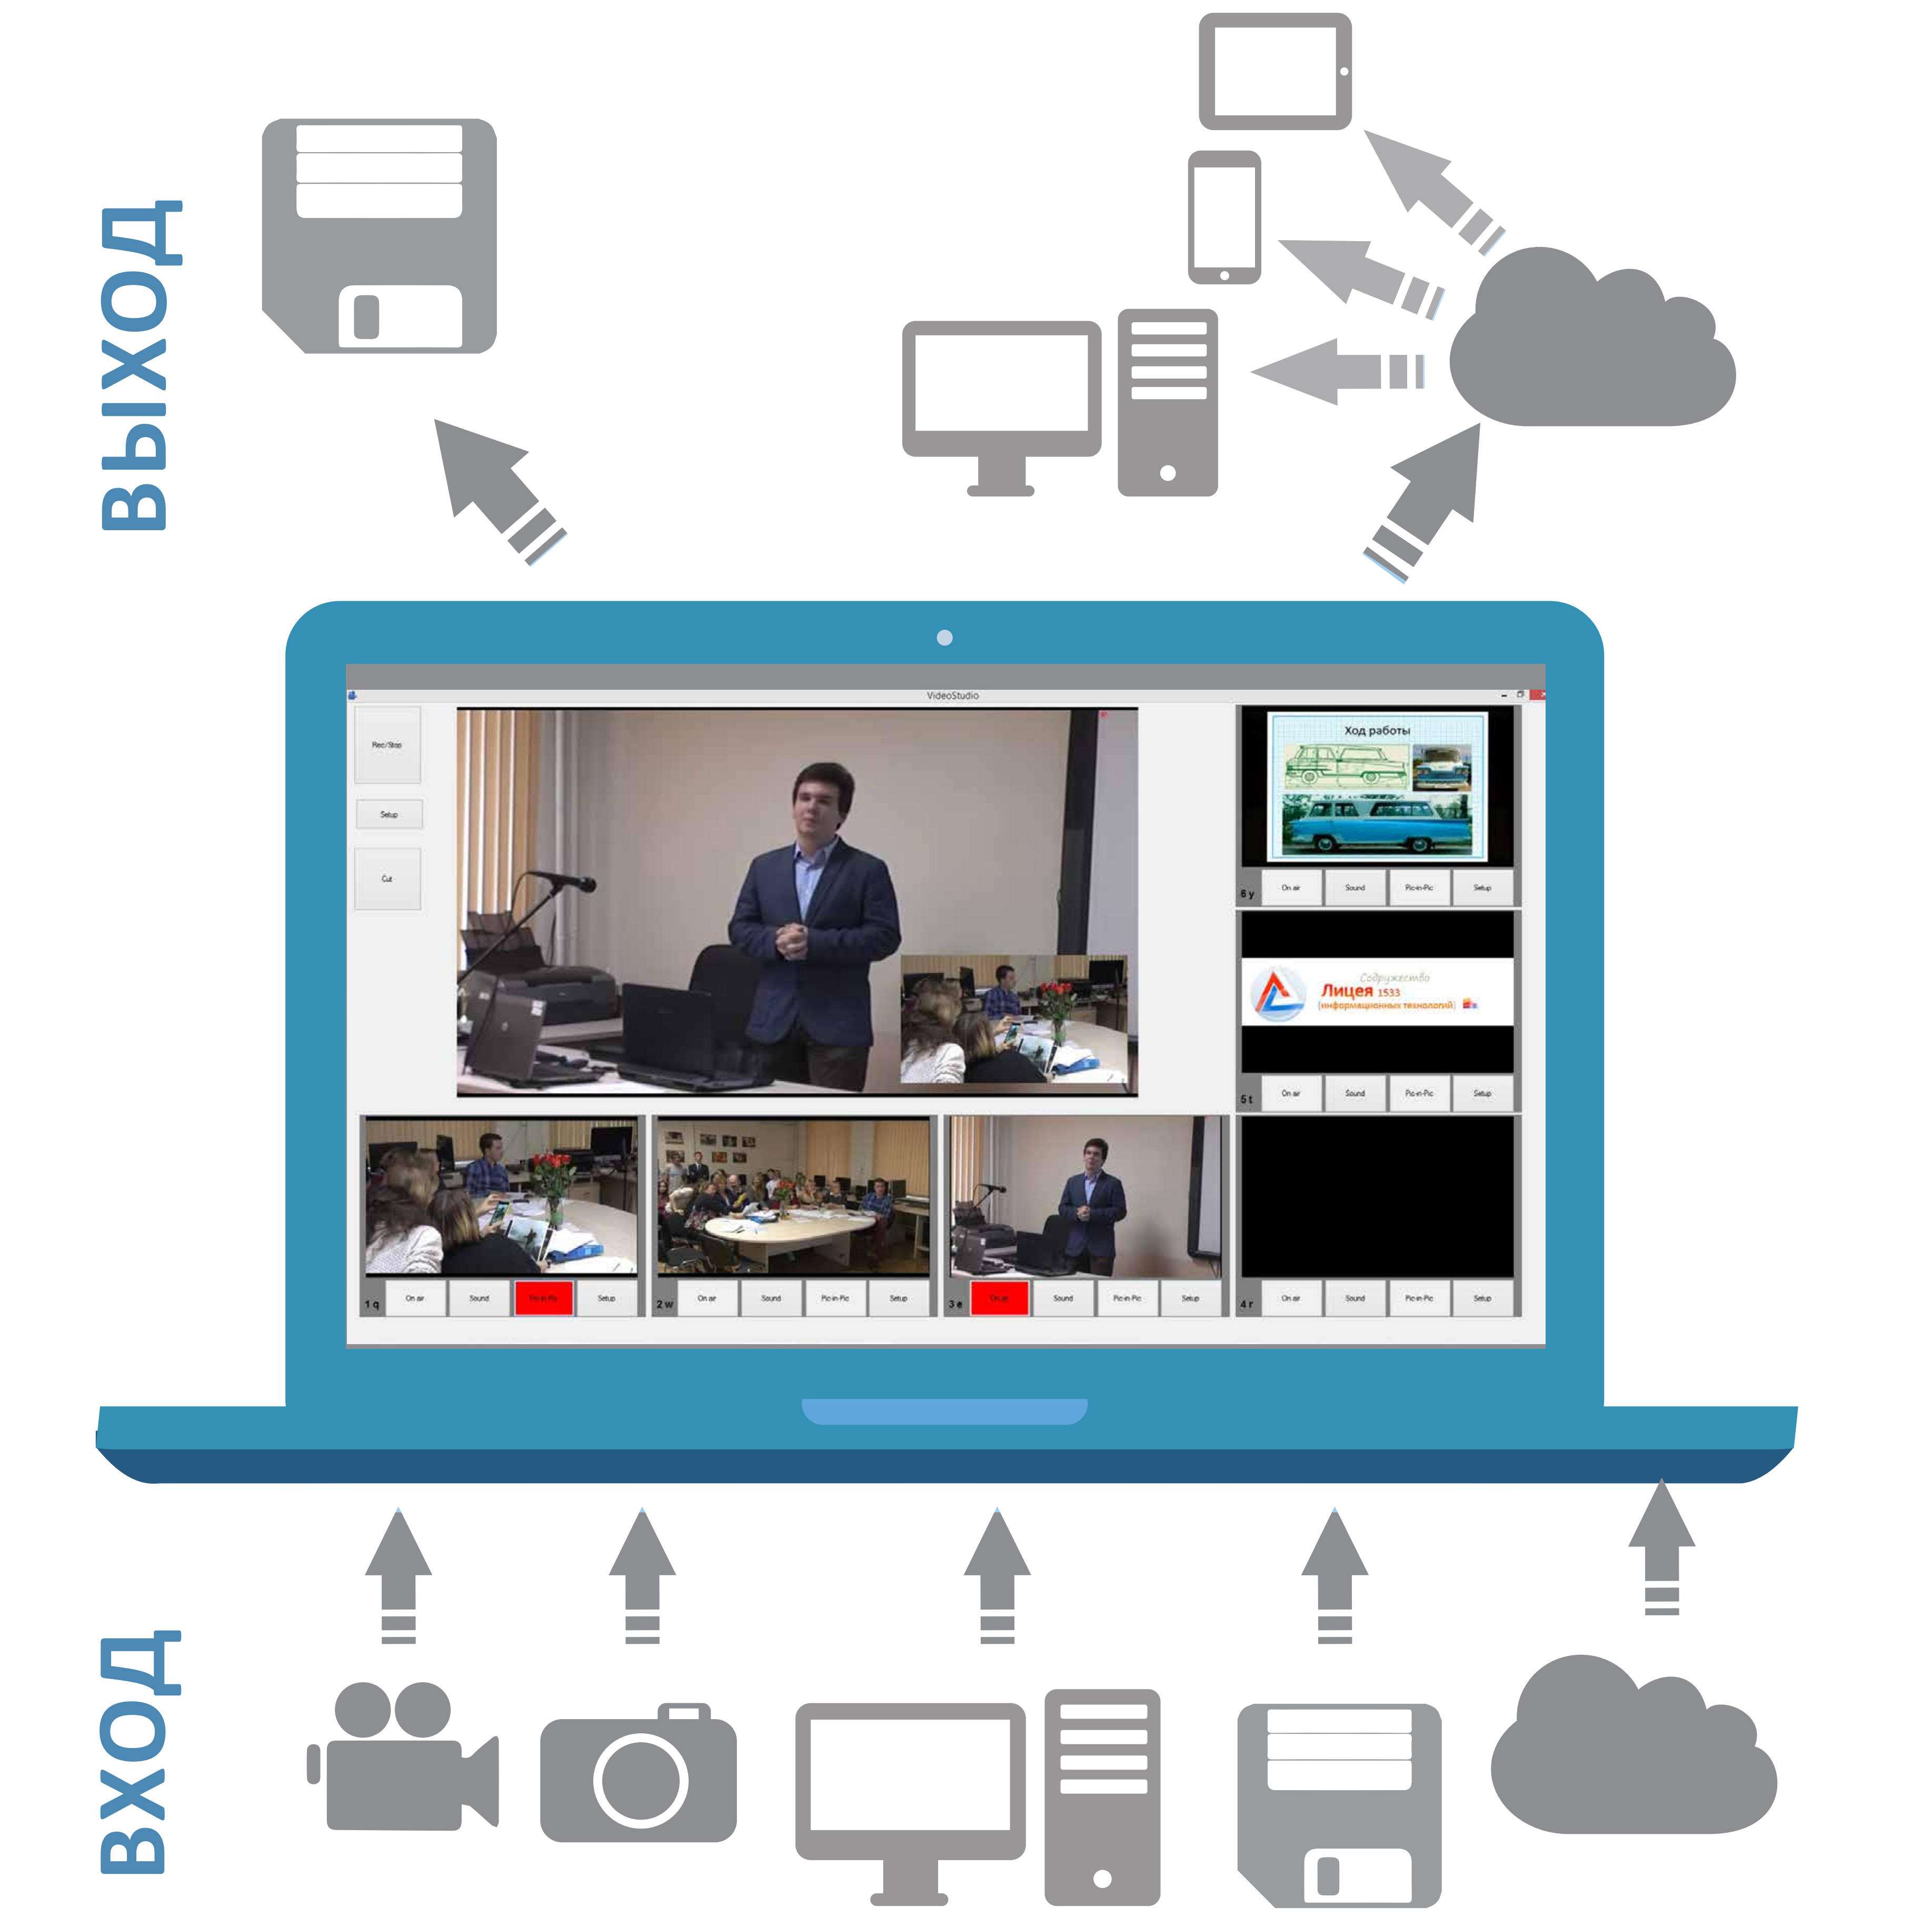 ВЫХОД
VideoStudio
Rec/Stop
Setup
Cut
Ход работы
6 y
On air
Sound
Pic-in-Pic
Setup
Содружество
Лицея 1533
[информационных технологий]
5 t
On air
Sound
Pic-in-Pic
Setup
1 q
On air
Sound
Pic-in-Pic
Setup
2 w
On air
Sound
Pic-in-Pic
Setup
3 e
On air
Sound
Pic-in-Pic
Setup
4 r
On air
Sound
Pic-in-Pic
Setup
ВХОД